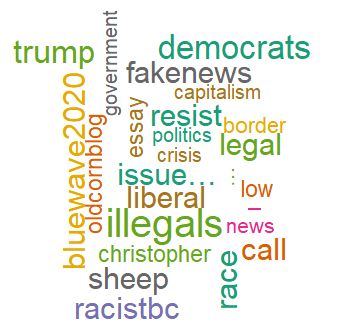 trump
government
democrats
fakenews
capitalism
bluewave2020
oldcornblog
essay
resist
politics
border
crisis
legal
issue…
…
low
liberal
–
illegals
news
christopher
call
sheep
race
racistbc